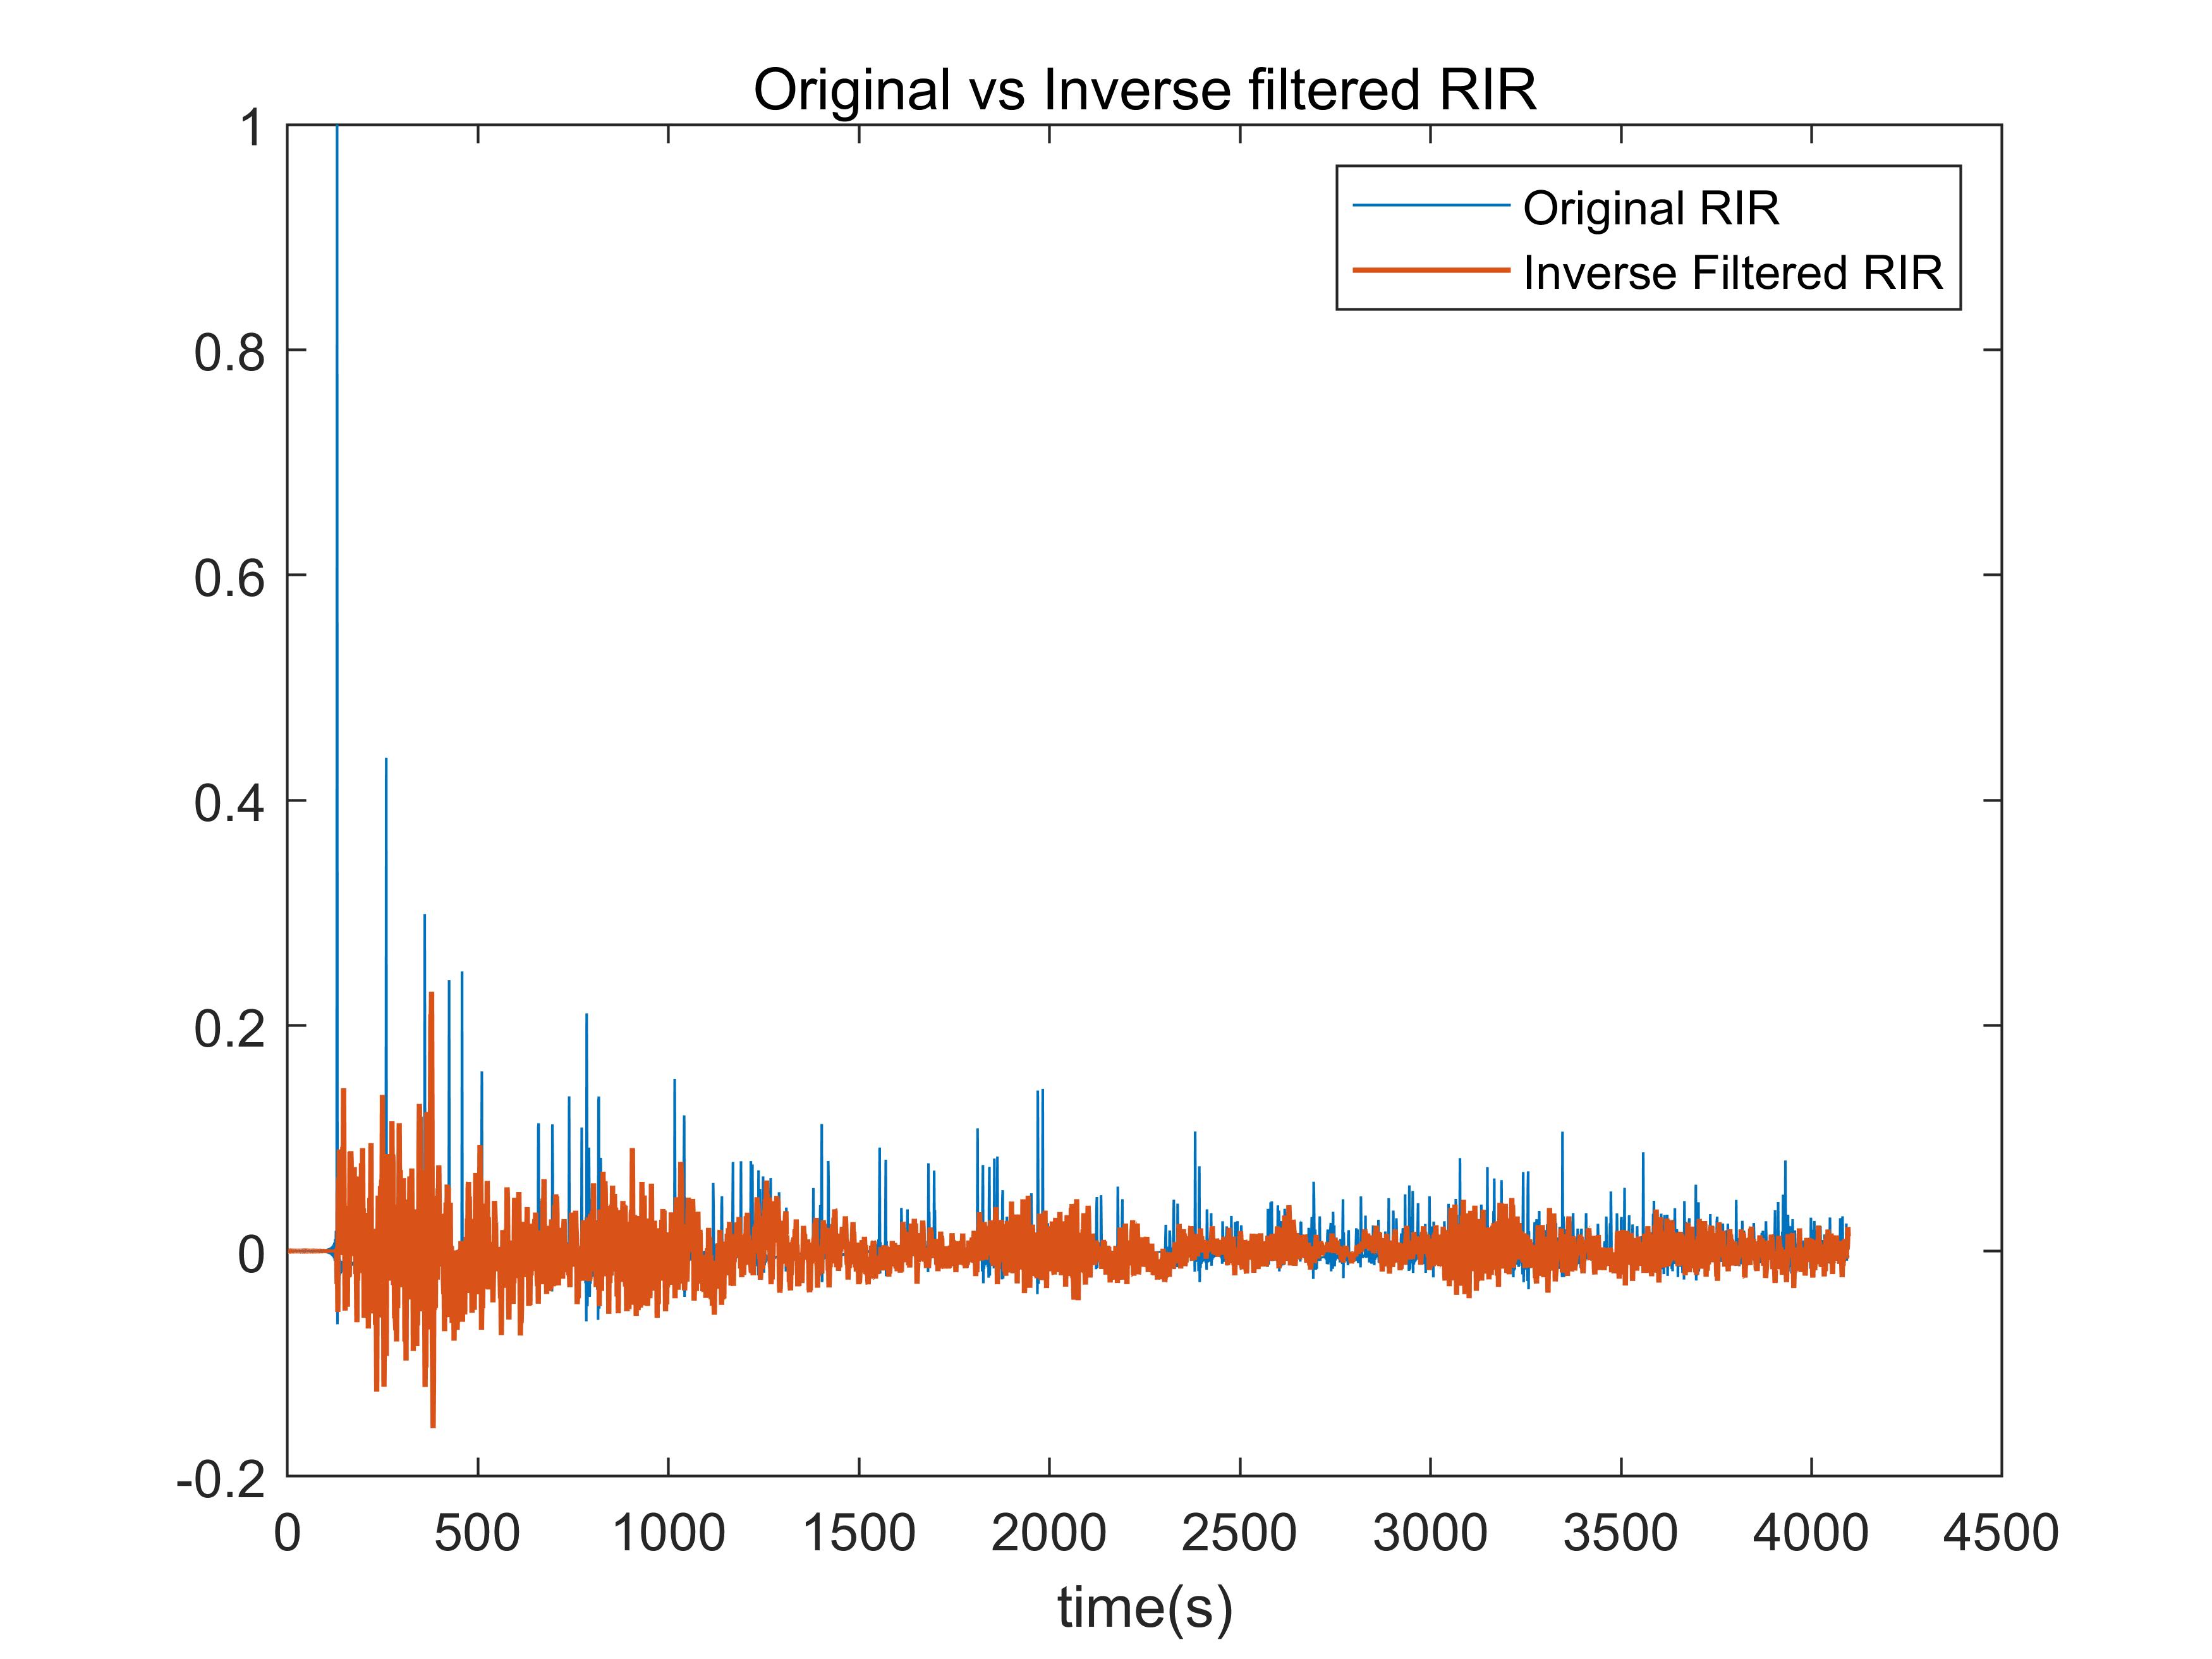 Original vs Inverse filtered RIR
1
0.8
0.6
0.4
0.2
0
-0.2
Original RIR
Inverse Filtered RIR
0 500 1000 1500 2000 2500 3000 3500 4000 4500
time(s)